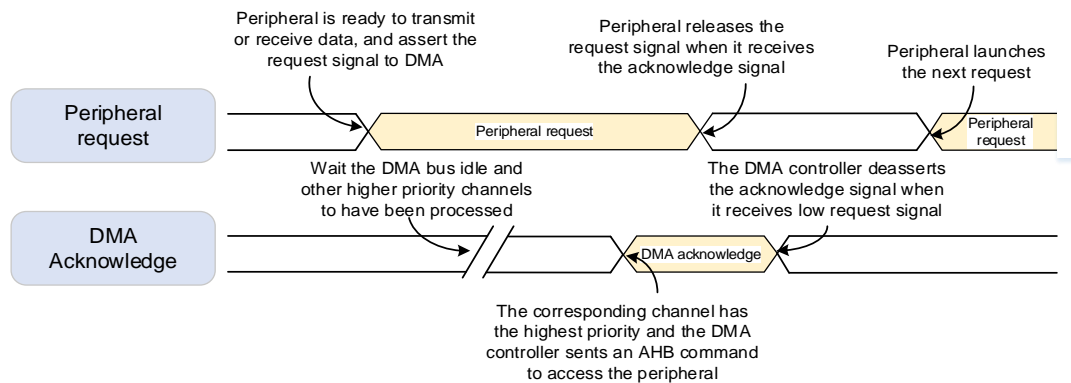 Peripheral is ready to transmit
or receive data, and assert the
request signal to DMA
Peripheral releases the
request signal when it receives
the acknowledge signal
Peripheral launches
the next request
Peripheral
request
Peripheral request
Peripheral
request
Wait the DMA bus idle and
other higher priority channels
to have been processed
The DMA controller deasserts
the acknowledge signal when
it receives low request signal
DMA
Acknowledge
DMA acknowledge
The corresponding channel has
the highest priority and the DMA
controller sents an AHB command
to access the peripheral